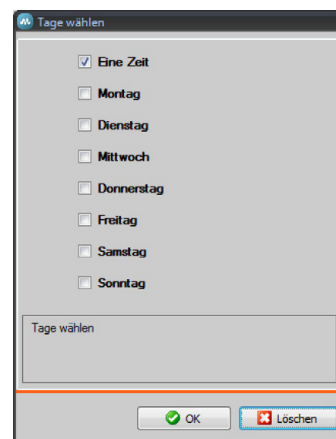 Tage wählen
Eine Zeit
Montag
Dienstag
Mittwoch
Donnerstag
Freitag
Samstag
Sonntag
Tage wählen
OK
Löschen